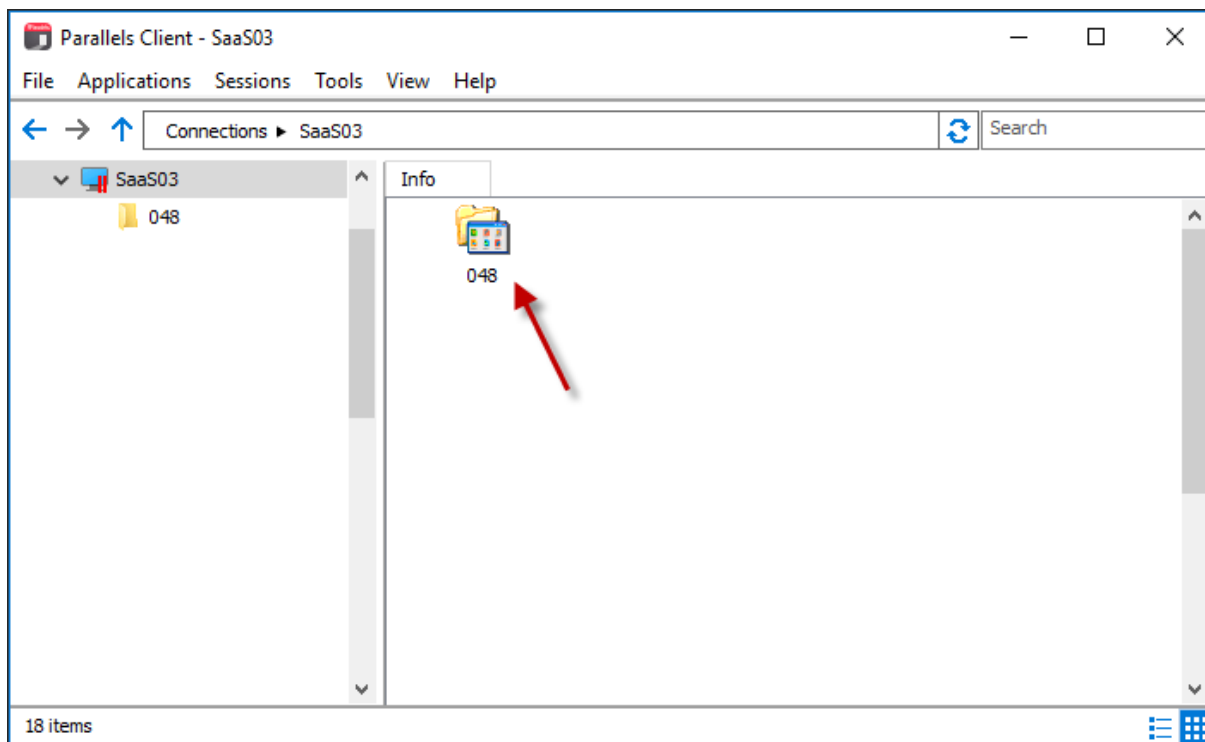 Parallels Client - SaaS03
File Applications Sessions Tools View Help
Connections SaaS03
Search
SaaS03
Info
048
048
18 items